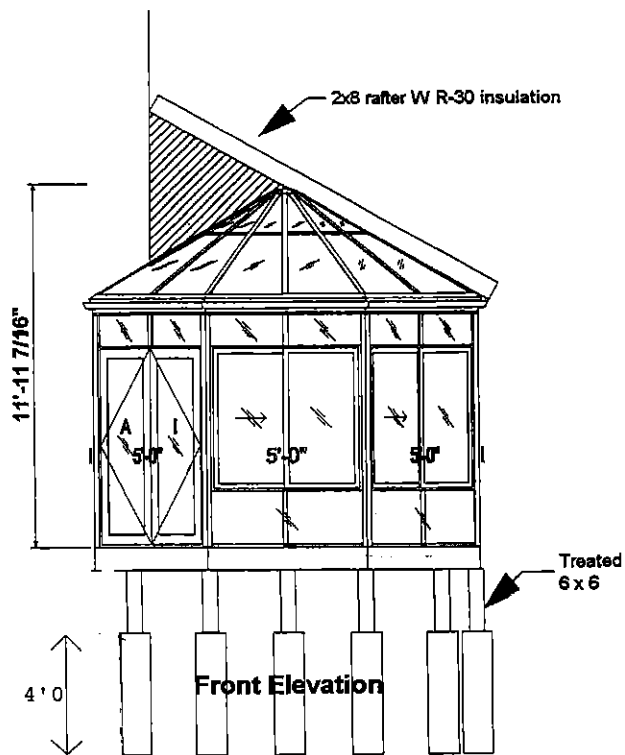 2x8 rafter W R-30 insulation
11'-11 7/16"
A I
5'-0" 5'-0" 5-0"
Treated
6 x 6
4'0
Front Elevation